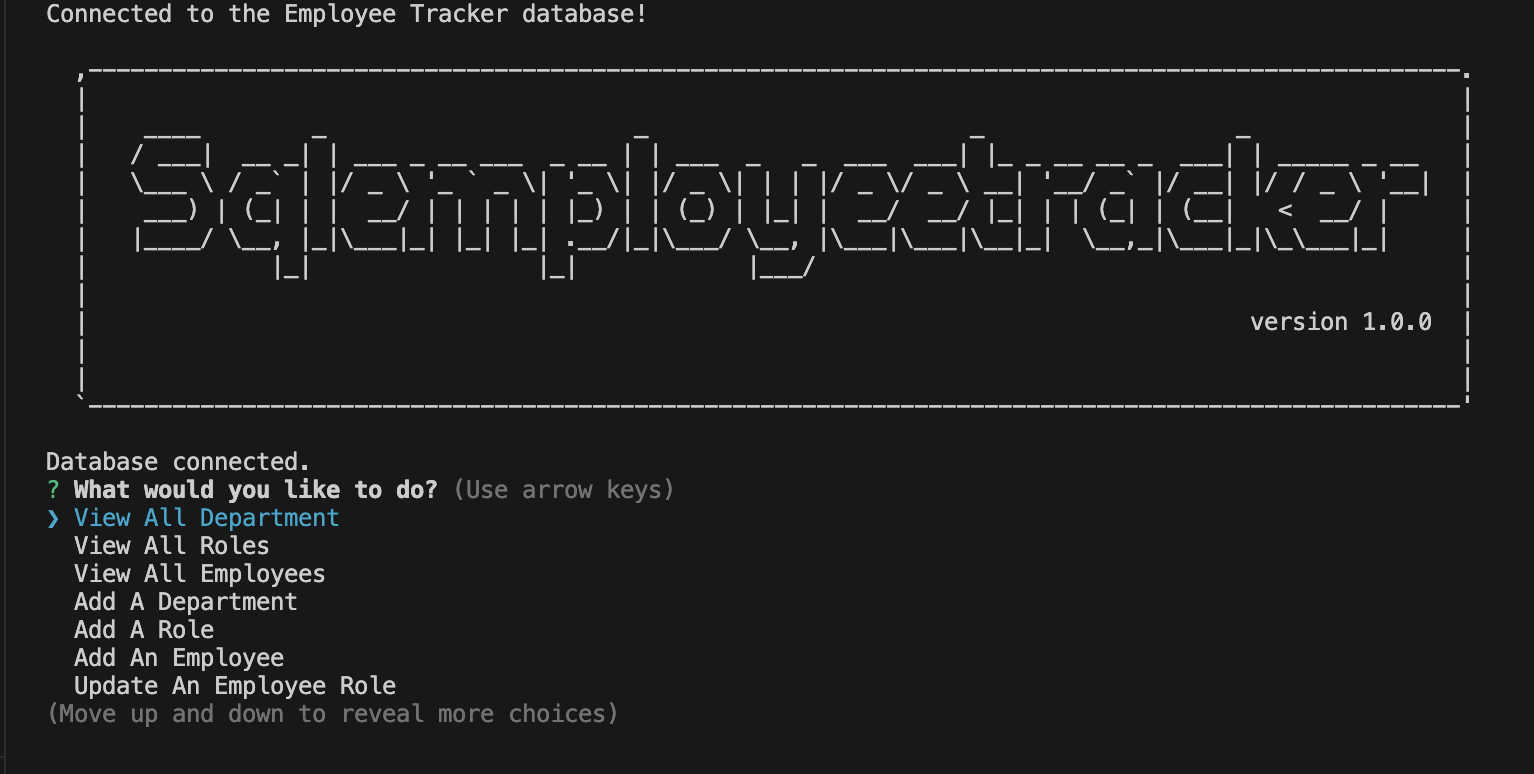 Connected to the Employee Tracker database!
Sqlemployeetracker
version 1.0.0
Database connected.
? What would you like to do? (Use arrow keys)
❯ View All Department
View All Roles
View All Employees
Add A Department
Add A Role
Add An Employee
Update An Employee Role
(Move up and down to reveal more choices)